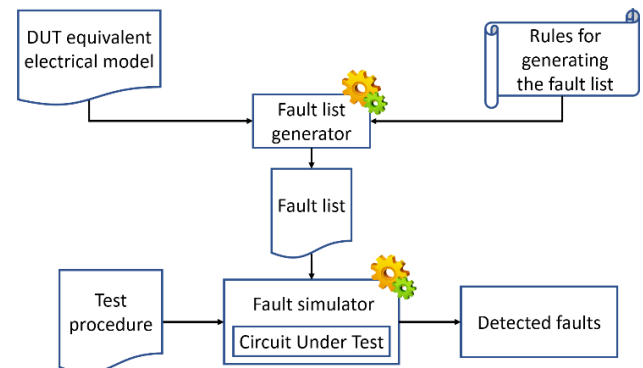 DUT equivalent
electrical model
Rules for
generating
the fault list
Fault list
generator
Fault list
Test
procedure
Fault simulator
Circuit Under Test
Detected faults